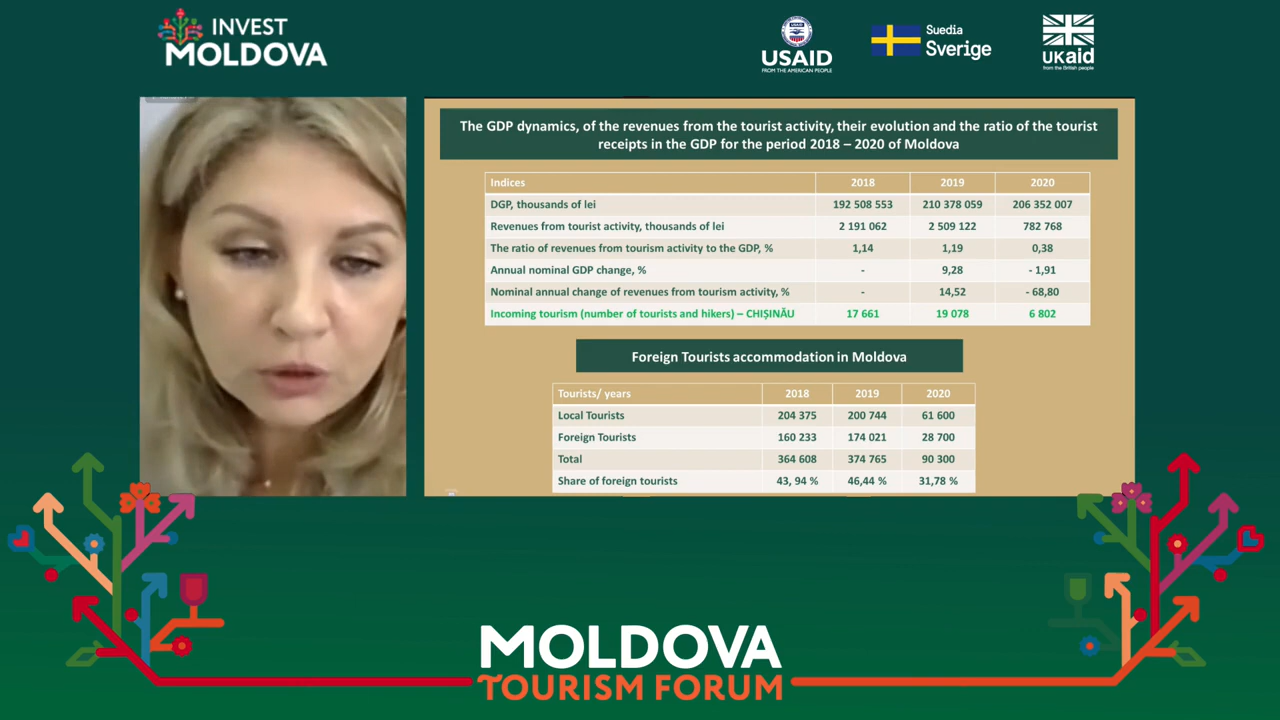 INVEST
MOLDOVA
USAID
FROM THE AMERICAN PEOPLE
Suedia
Sverige
UKaid
from the British people
The GDP dynamics, of the revenues from the tourist activity, their evolution and the ratio of the tourist
receipts in the GDP for the period 2018 – 2020 of Moldova
Indices 2018 2019 2020
DGP, thousands of lei 192 508 553 210 378 059 206 352 007
Revenues from tourist activity, thousands of lei 2 191 062 2 509 122 782 768
The ratio of revenues from tourism activity to the GDP, % 1,14 1,19 0,38
Annual nominal GDP change, % - 9,28 - 1,91
Nominal annual change of revenues from tourism activity, % - 14,52 - 68,80
Incoming tourism (number of tourists and hikers) – CHIȘINĂU 17 661 19 078 6 802
Foreign Tourists accommodation in Moldova
Tourists/ years 2018 2019 2020
Local Tourists 204 375 200 744 61 600
Foreign Tourists 160 233 174 021 28 700
Total 364 608 374 765 90 300
Share of foreign tourists 43, 94 % 46,44 % 31,78 %
MOLDOVA
TOURISM FORUM